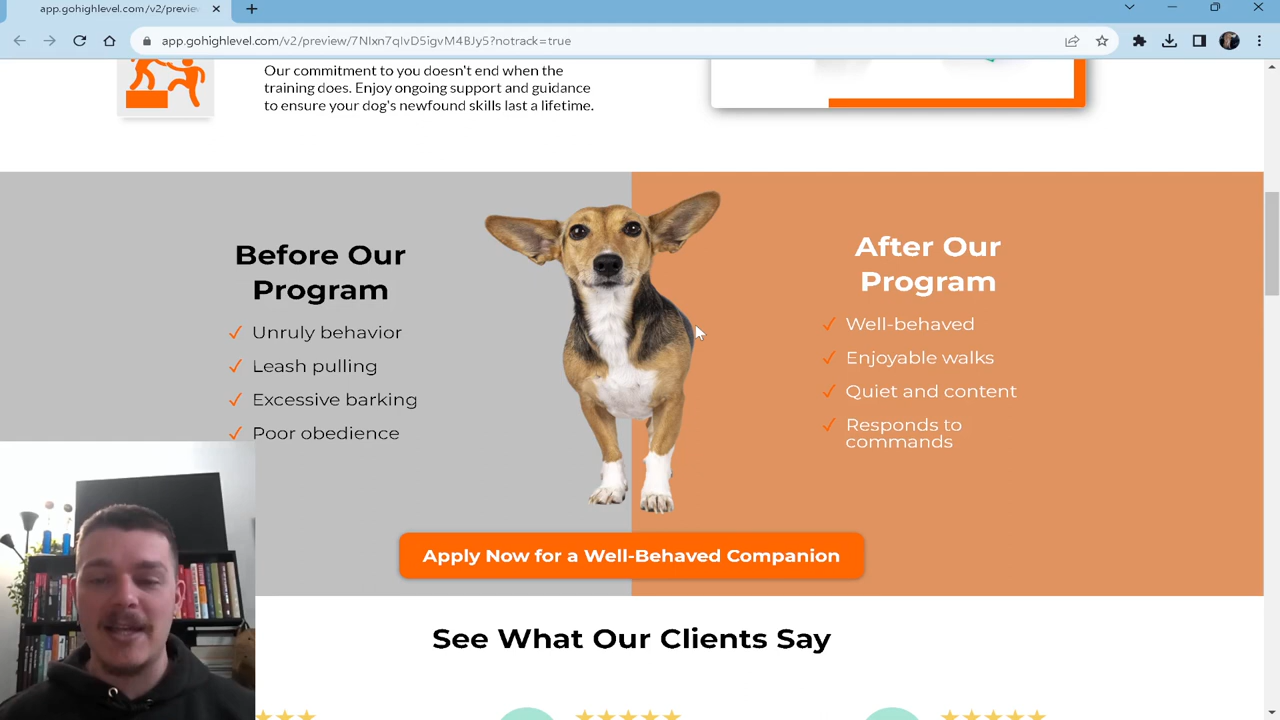 app.gohighlevel.com/v2/previe
app.gohighlevel.com/v2/preview/7NIxn7qIvD5igvM4BJy5?notrack=true
Our commitment to you doesn't end when the
training does. Enjoy ongoing support and guidance
to ensure your dog's newfound skills last a lifetime.
Before Our
Program
Unruly behavior
Leash pulling
Excessive barking
Poor obedience
After Our
Program
Well-behaved
Enjoyable walks
Quiet and content
Responds to
commands
Apply Now for a Well-Behaved Companion
See What Our Clients Say